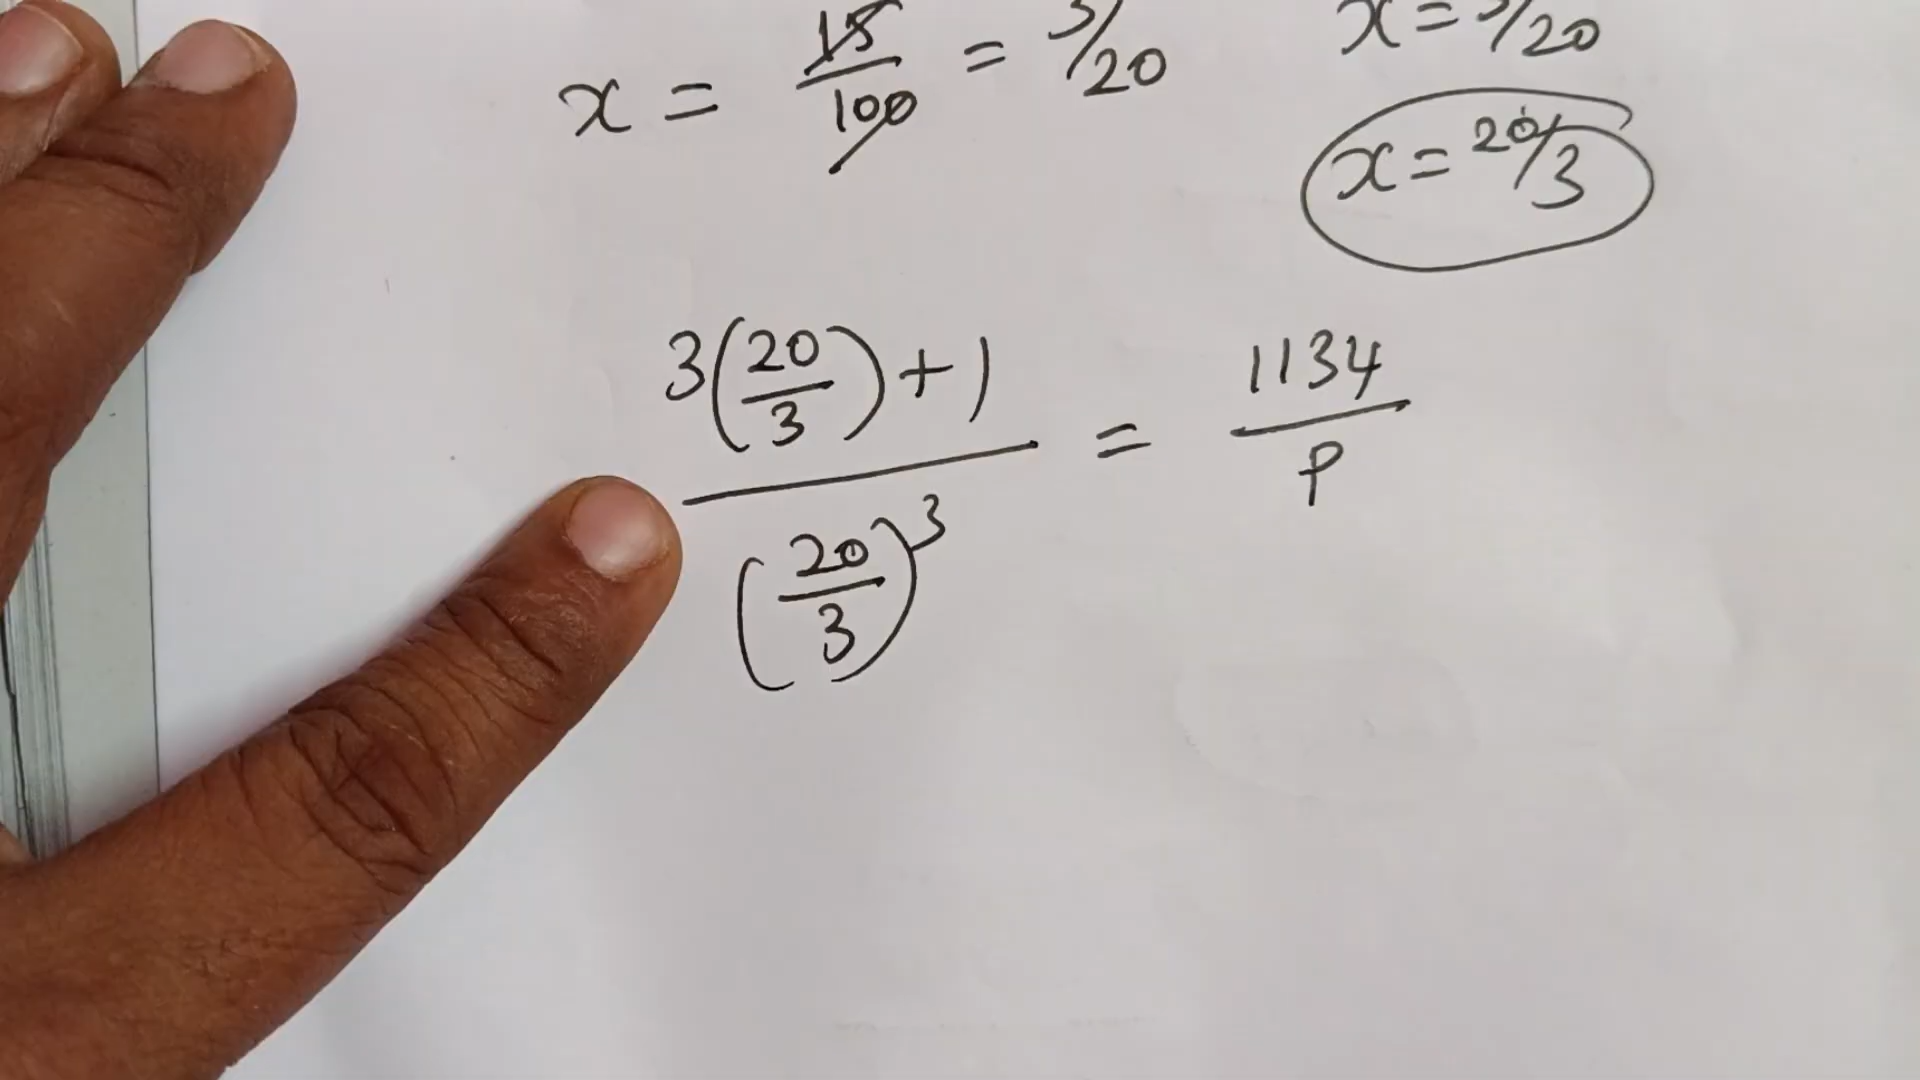 x = 15/100 = 3/20
x = 3/20
x = 20/3
3(20/3)+1 / (20/3)^3 = 1134/P